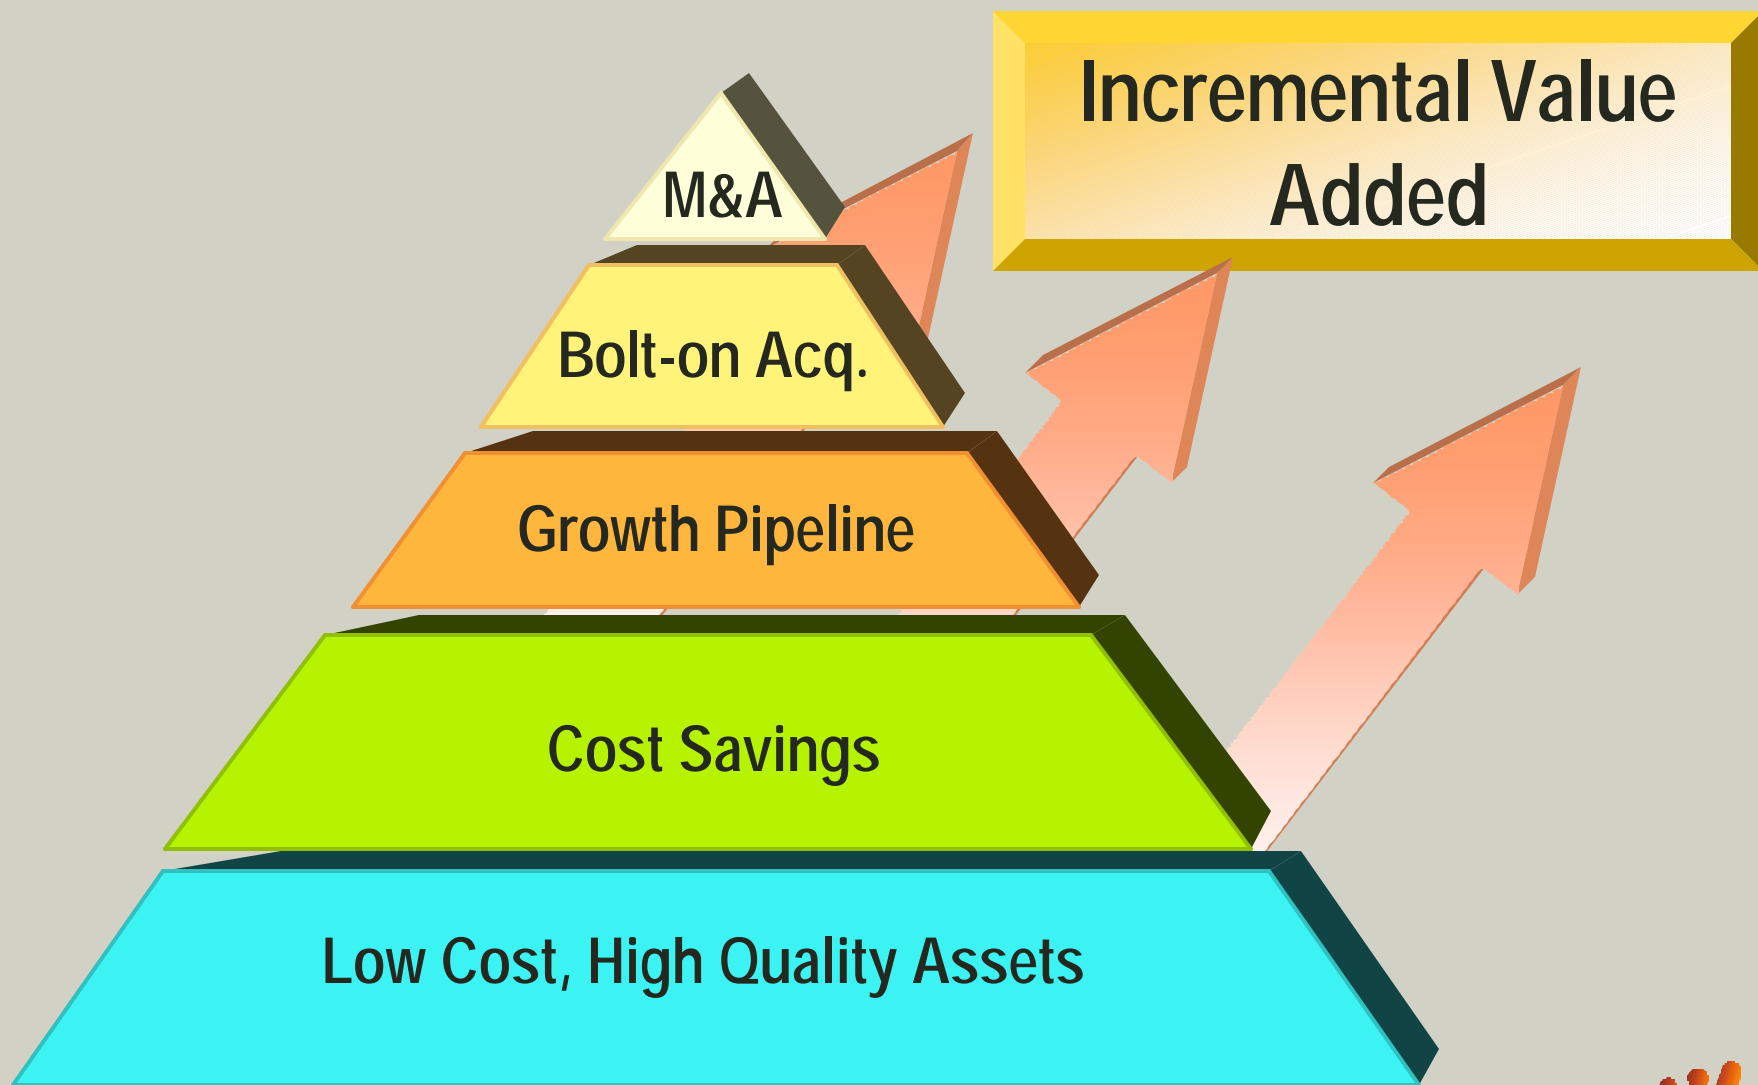 Incremental Value
Added
M&A
Bolt-on Acq.
Growth Pipeline
Cost Savings
Low Cost, High Quality Assets